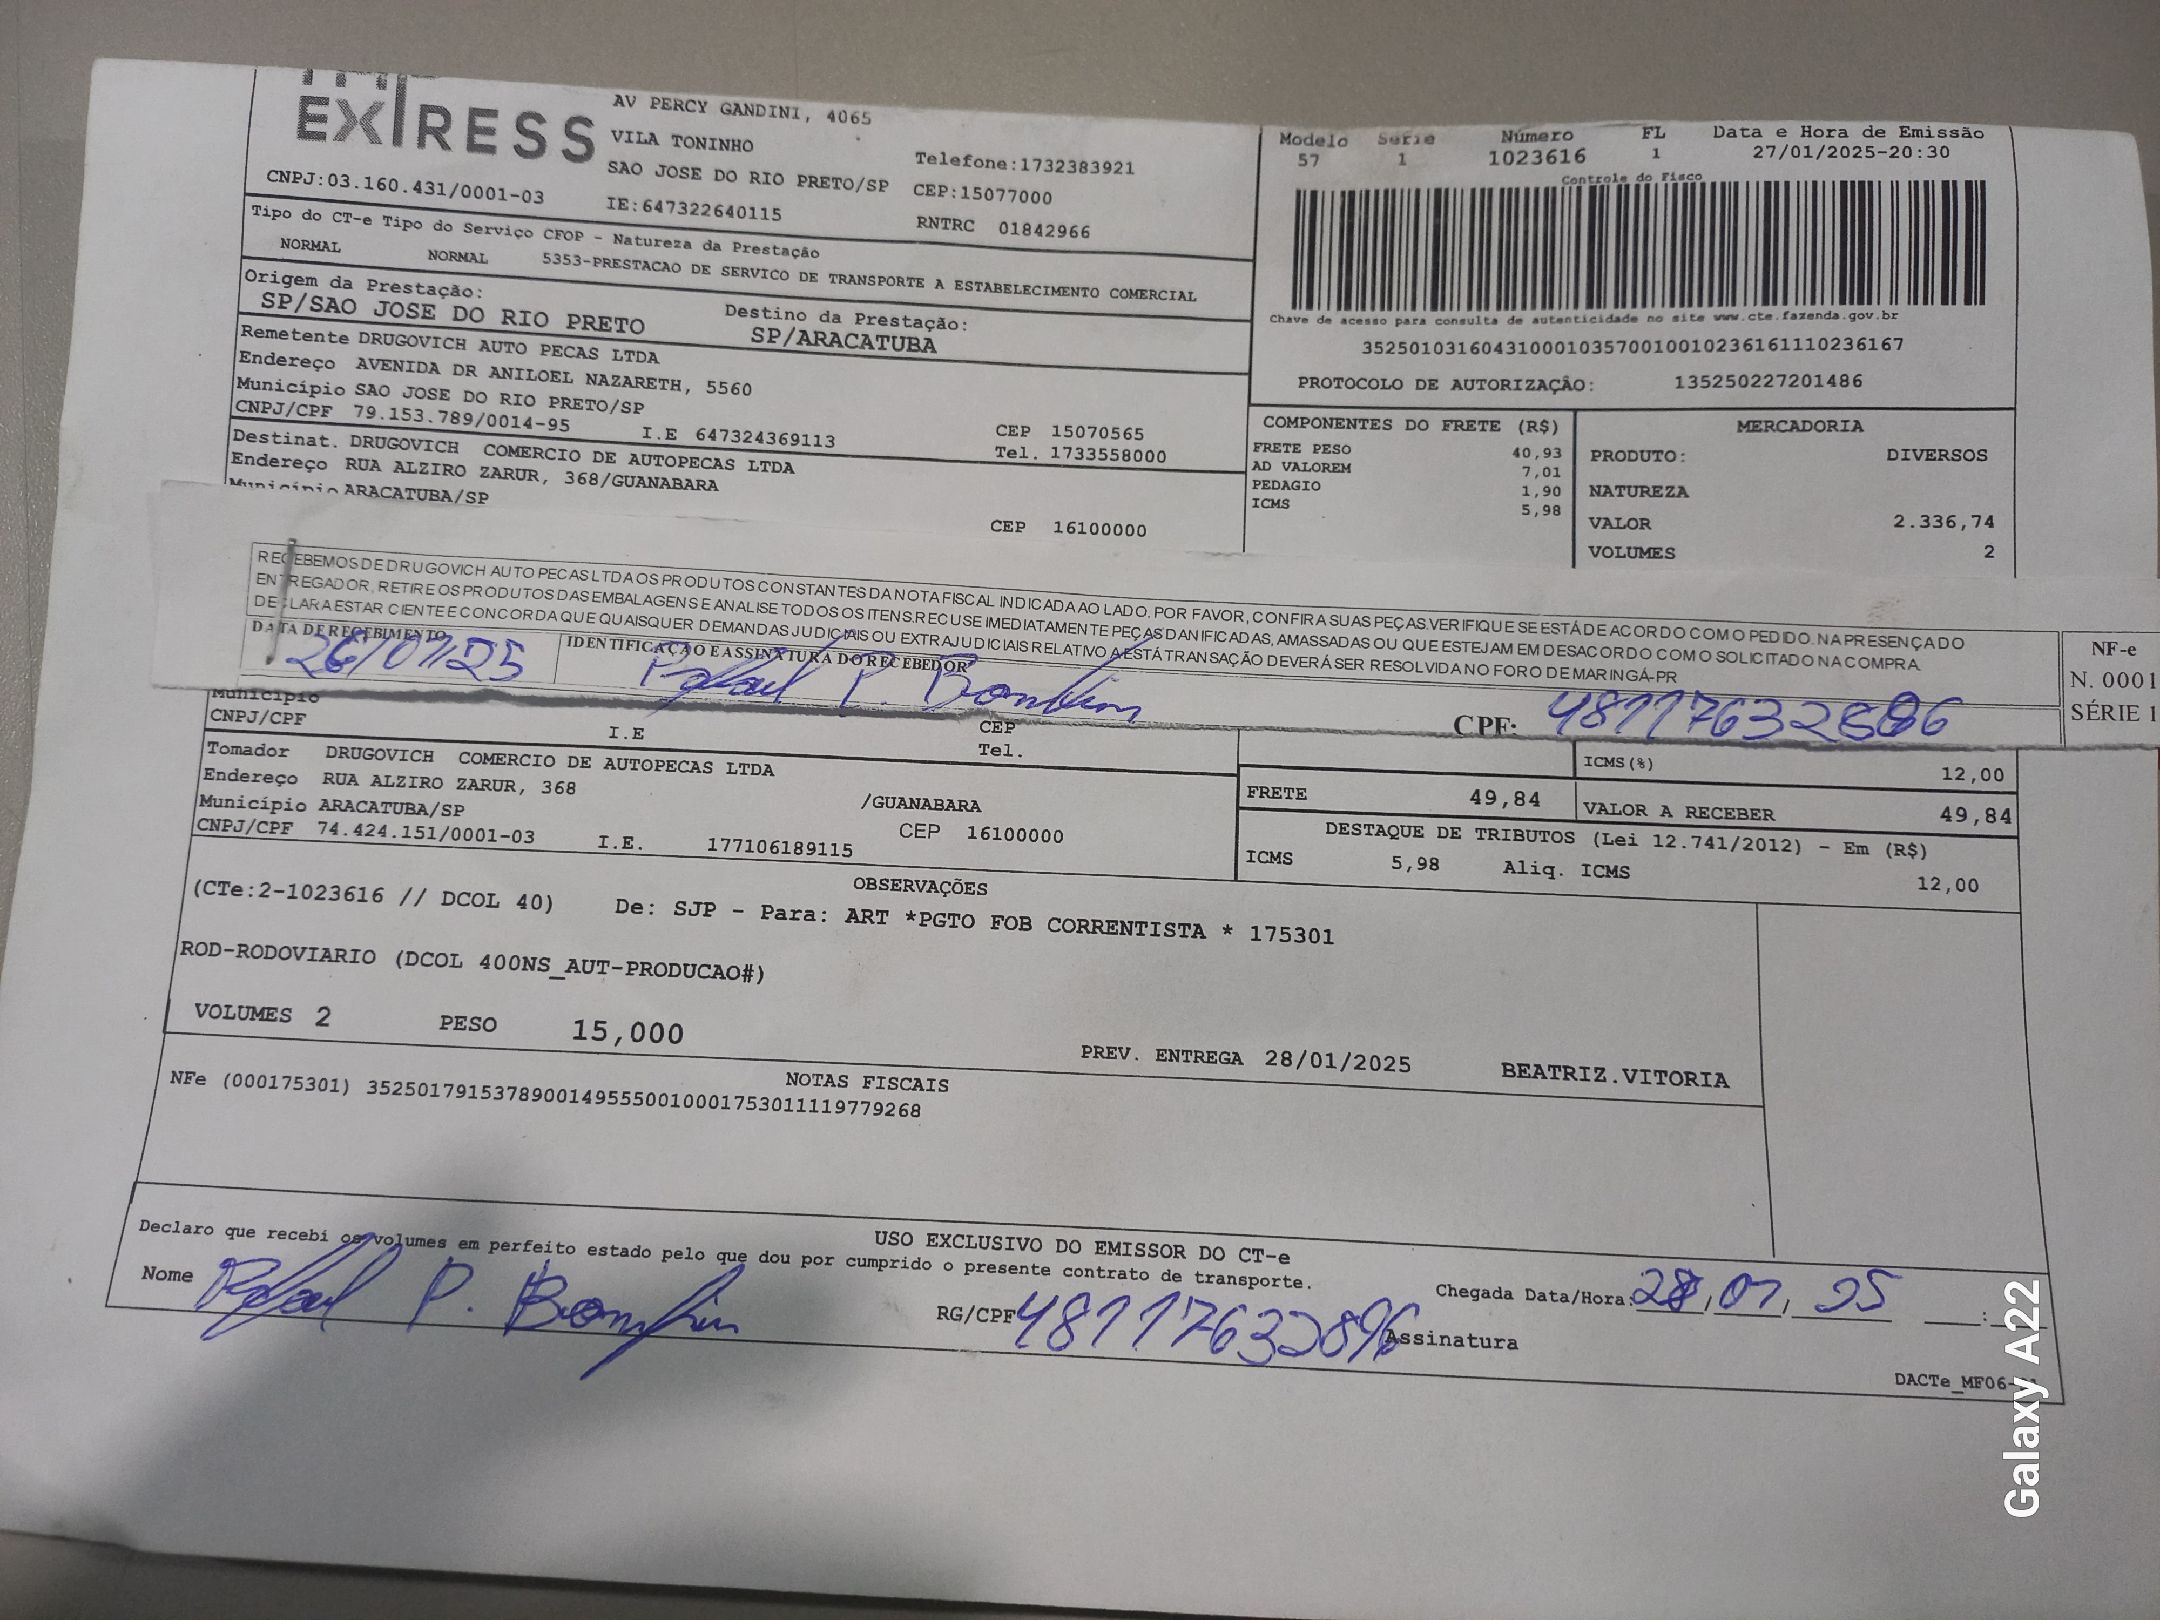 EXPRESS
AV PERCY GANDINI, 4065
VILA TONINHO
SAO JOSE DO RIO PRETO/SP
Telefone:1732383921
CEP:15077000
CNPJ:03.160.431/0001-03
IE:647322640115
RNTRC 01842966
Modelo Serie Número FL Data e Hora de Emissão
57 1 1023616 1 27/01/2025-20:30
Controle do Fisco
Tipo do CT-e Tipo do Serviço CFOP - Natureza da Prestação
NORMAL NORMAL 5353-PRESTACAO DE SERVICO DE TRANSPORTE A ESTABELECIMENTO COMERCIAL
Origem da Prestação: Destino da Prestação:
SP/SAO JOSE DO RIO PRETO SP/ARACATUBA
Chave de acesso para consulta de autenticidade no site www.cte.fazenda.gov.br
35250103160431000103570010010236161110236167
PROTOCOLO DE AUTORIZAÇÃO: 135250227201486
Remetente DRUGOVICH AUTO PECAS LTDA
Endereço AVENIDA DR ANILOEL NAZARETH, 5560
Município SAO JOSE DO RIO PRETO/SP CEP 15070565
CNPJ/CPF 79.153.789/0014-95 I.E 647324369113 Tel. 1733558000
Destinat. DRUGOVICH COMERCIO DE AUTOPECAS LTDA
Endereço RUA ALZIRO ZARUR, 368/GUANABARA
Município ARACATUBA/SP CEP 16100000
COMPONENTES DO FRETE (R$)
FRETE PESO 40,93
AD VALOREM 7,01
PEDAGIO 1,90
ICMS 5,98
MERCADORIA
PRODUTO: DIVERSOS
NATUREZA
VALOR 2.336,74
VOLUMES 2
RECEBEMOS DE DRUGOVICH AUTO PECAS LTDA OS PRODUTOS CONSTANTES DA NOTA FISCAL INDICADA AO LADO. POR FAVOR, CONFIRA SUAS PEÇAS.VERIFIQUE SE ESTÁ DE ACORDO COM O PEDIDO. NA PRESENÇA DO
ENTREGADOR, RETIRE OS PRODUTOS DAS EMBALAGENS E ANALISE TODOS OS ITENS.RECUSE IMEDIATAMENTE PEÇAS DANIFICADAS, AMASSADAS OU QUE ESTEJAM EM DESACORDO COM O SOLICITADO NA COMPRA.
DECLARA ESTAR CIENTE E CONCORDA QUE QUAISQUER DEMANDAS JUDICIAIS OU EXTRAJUDICIAIS RELATIVO A ESTÁ TRANSAÇÃO DEVERÁ SER RESOLVIDA NO FORO DE MARINGÁ-PR
DATA DE RECEBIMENTO IDENTIFICAÇÃO E ASSINATURA DO RECEBEDOR
Rafael P. Bomfim
CPF:
NF-e
N. 0001
SÉRIE 1
Município CEP
CNPJ/CPF I.E Tel.
Tomador DRUGOVICH COMERCIO DE AUTOPECAS LTDA
Endereço RUA ALZIRO ZARUR, 368 /GUANABARA
Município ARACATUBA/SP CEP 16100000
CNPJ/CPF 74.424.151/0001-03 I.E. 177106189115
ICMS(%) 12,00
FRETE 49,84 VALOR A RECEBER 49,84
DESTAQUE DE TRIBUTOS (Lei 12.741/2012) - Em (R$)
ICMS 5,98 Aliq. ICMS 12,00
OBSERVAÇÕES
(CTe:2-1023616 // DCOL 40) De: SJP - Para: ART *PGTO FOB CORRENTISTA * 175301
ROD-RODOVIARIO (DCOL 400NS_AUT-PRODUCAO#)
VOLUMES 2 PESO 15,000
PREV. ENTREGA 28/01/2025 BEATRIZ.VITORIA
NOTAS FISCAIS
NFe (000175301) 35250179153789001495550010001753011119779268
USO EXCLUSIVO DO EMISSOR DO CT-e
Declaro que recebi os volumes em perfeito estado pelo que dou por cumprido o presente contrato de transporte.
Nome Rafael P. Bomfim RG/CPF 48117632896 Assinatura
Chegada Data/Hora: 28/01/25 :
Galaxy A22